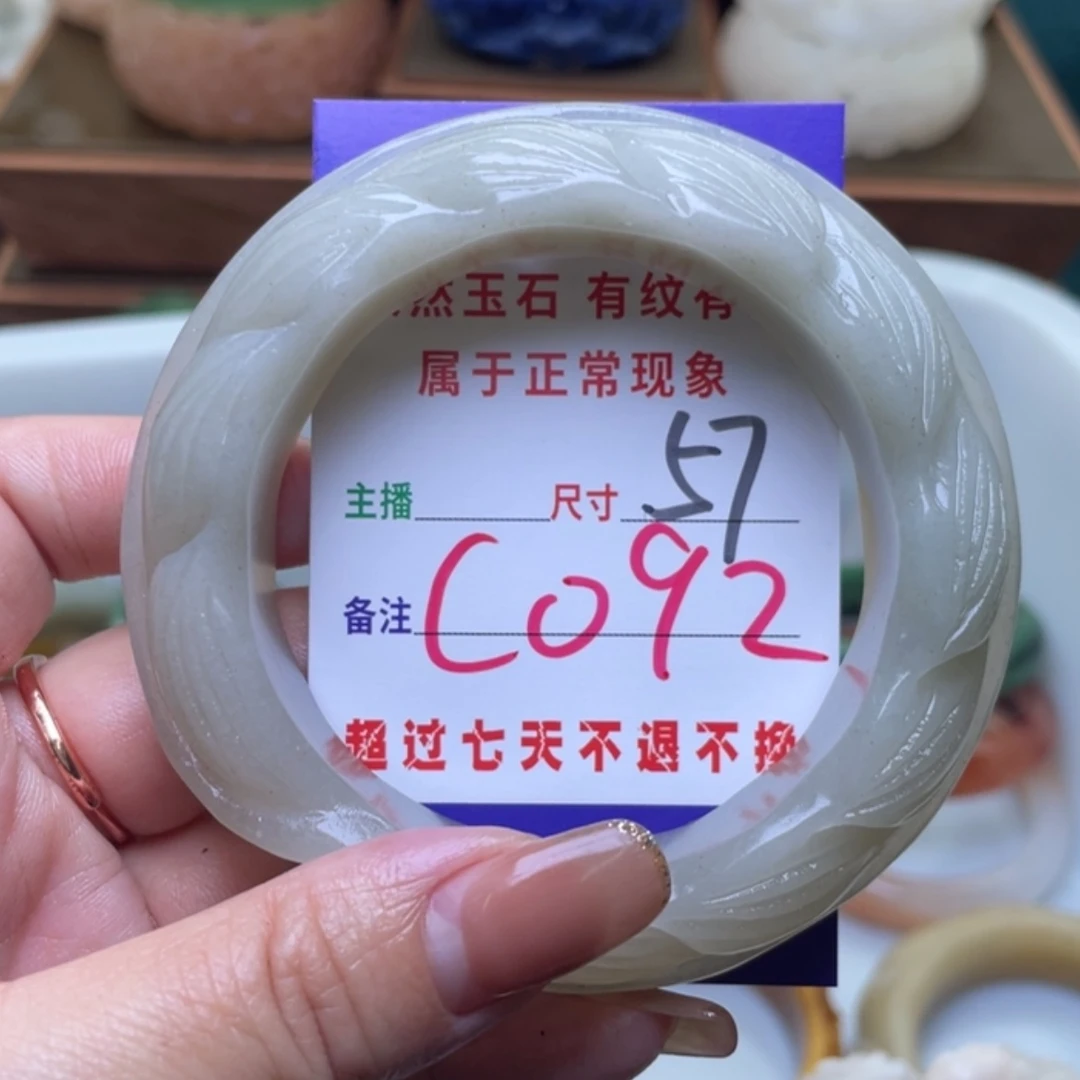 然玉石 有纹有
属于正常现象
主播 尺寸 57
备注 C092
超过七天不退不换